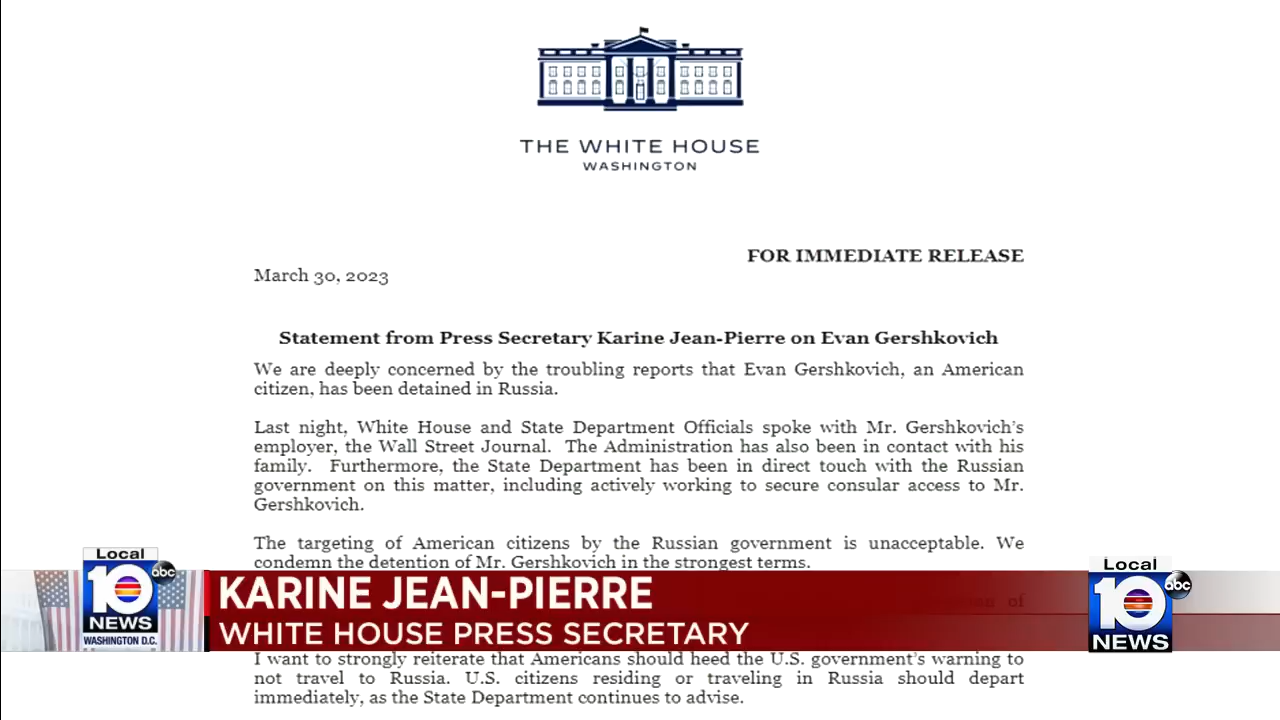 THE WHITE HOUSE
WASHINGTON
FOR IMMEDIATE RELEASE
March 30, 2023
Statement from Press Secretary Karine Jean-Pierre on Evan Gershkovich
We are deeply concerned by the troubling reports that Evan Gershkovich, an American
citizen, has been detained in Russia.
Last night, White House and State Department Officials spoke with Mr. Gershkovich's
employer, the Wall Street Journal.  The Administration has also been in contact with his
family.  Furthermore, the State Department has been in direct touch with the Russian
government on this matter, including actively working to secure consular access to Mr.
Gershkovich.
The targeting of American citizens by the Russian government is unacceptable. We
condemn the detention of Mr. Gershkovich in the strongest terms.
Local
10
abc
NEWS
WASHINGTON D.C.
KARINE JEAN-PIERRE
WHITE HOUSE PRESS SECRETARY
Local
10
abc
NEWS
of
I want to strongly reiterate that Americans should heed the U.S. government's warning to
not travel to Russia. U.S. citizens residing or traveling in Russia should depart
immediately, as the State Department continues to advise.